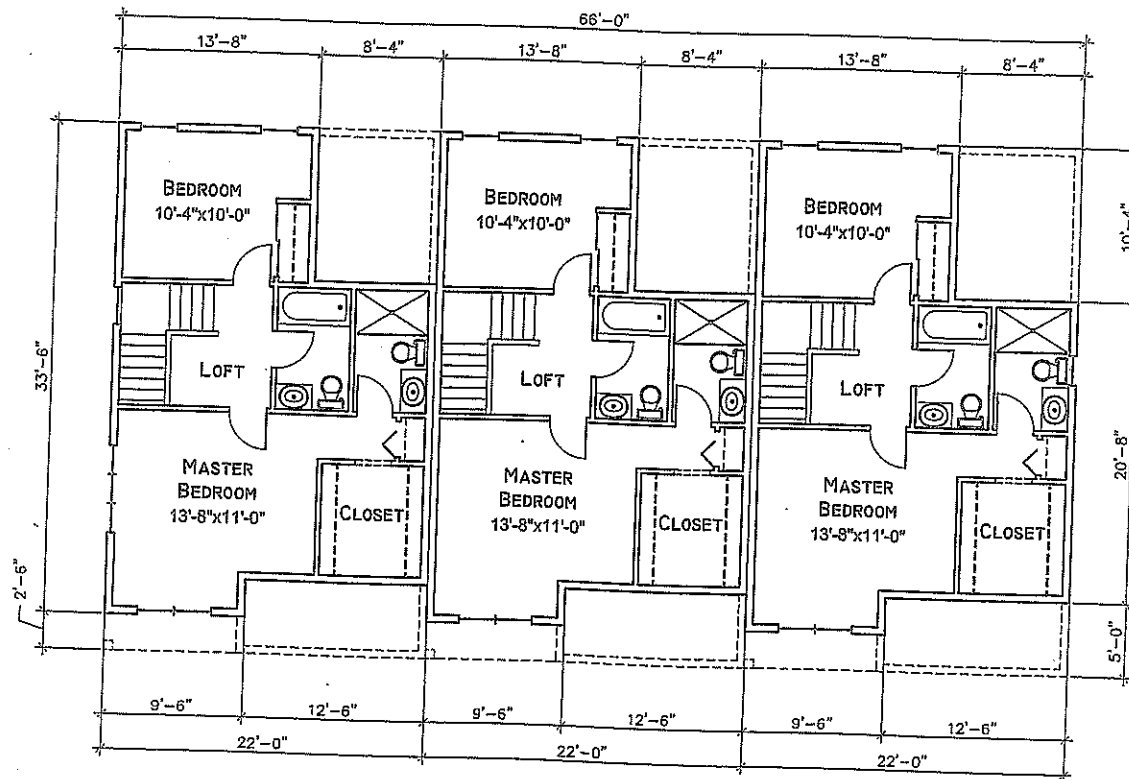 66'-0"
13'-8"
8'-4"
13'-8"
8'-4"
13'-8"
8'-4"
BEDROOM
10'-4"x10'-0"
BEDROOM
10'-4"x10'-0"
BEDROOM
10'-4"x10'-0"
10'-4"
33'-6"
LOFT
LOFT
LOFT
MASTER
BEDROOM
13'-8"x11'-0"
CLOSET
MASTER
BEDROOM
13'-8"x11'-0"
CLOSET
MASTER
BEDROOM
13'-8"x11'-0"
CLOSET
20'-8"
2'-6"
5'-0"
9'-6"
12'-6"
9'-6"
12'-6"
9'-6"
12'-6"
22'-0"
22'-0"
22'-0"